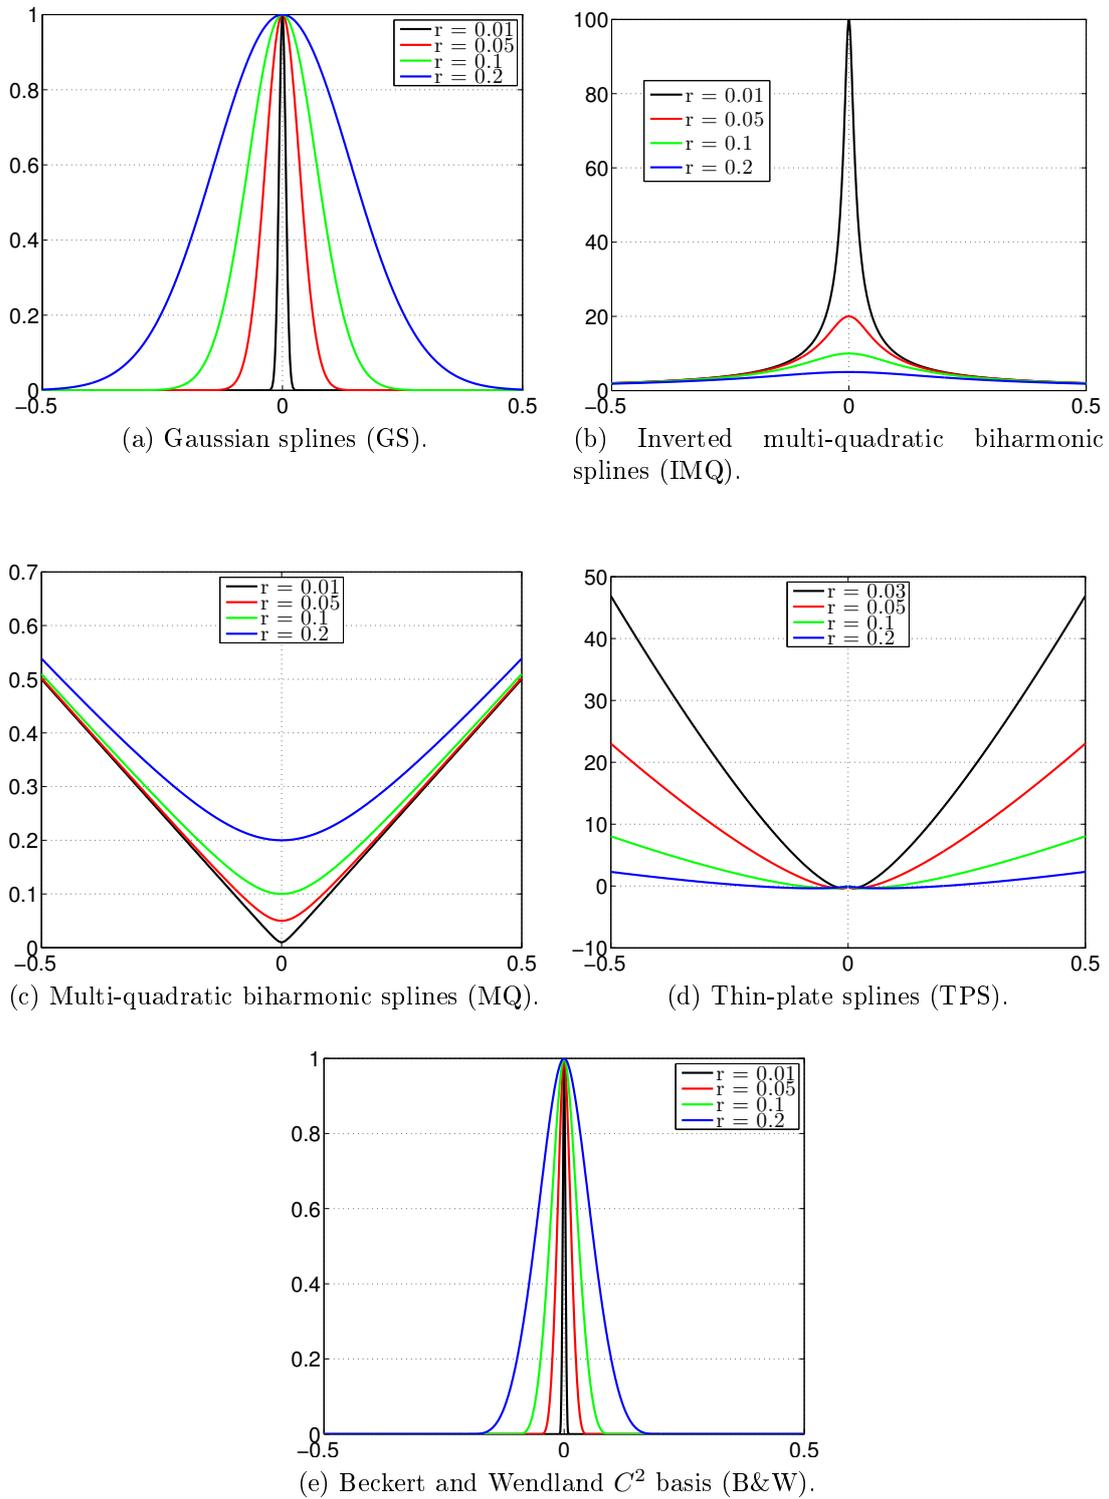 1
0.8
0.6
0.4
0.2
0
−0.5
0
0.5
r = 0.01
r = 0.05
r = 0.1
r = 0.2
(a) Gaussian splines (GS).
100
80
60
40
20
0
−0.5
0
0.5
r = 0.01
r = 0.05
r = 0.1
r = 0.2
(b) Inverted multi-quadratic biharmonic
splines (IMQ).
0.7
0.6
0.5
0.4
0.3
0.2
0.1
0
−0.5
0
0.5
r = 0.01
r = 0.05
r = 0.1
r = 0.2
(c) Multi-quadratic biharmonic splines (MQ).
50
40
30
20
10
0
−10
−0.5
0
0.5
r = 0.03
r = 0.05
r = 0.1
r = 0.2
(d) Thin-plate splines (TPS).
1
0.8
0.6
0.4
0.2
0
−0.5
0
0.5
r = 0.01
r = 0.05
r = 0.1
r = 0.2
(e) Beckert and Wendland C² basis (B&W).